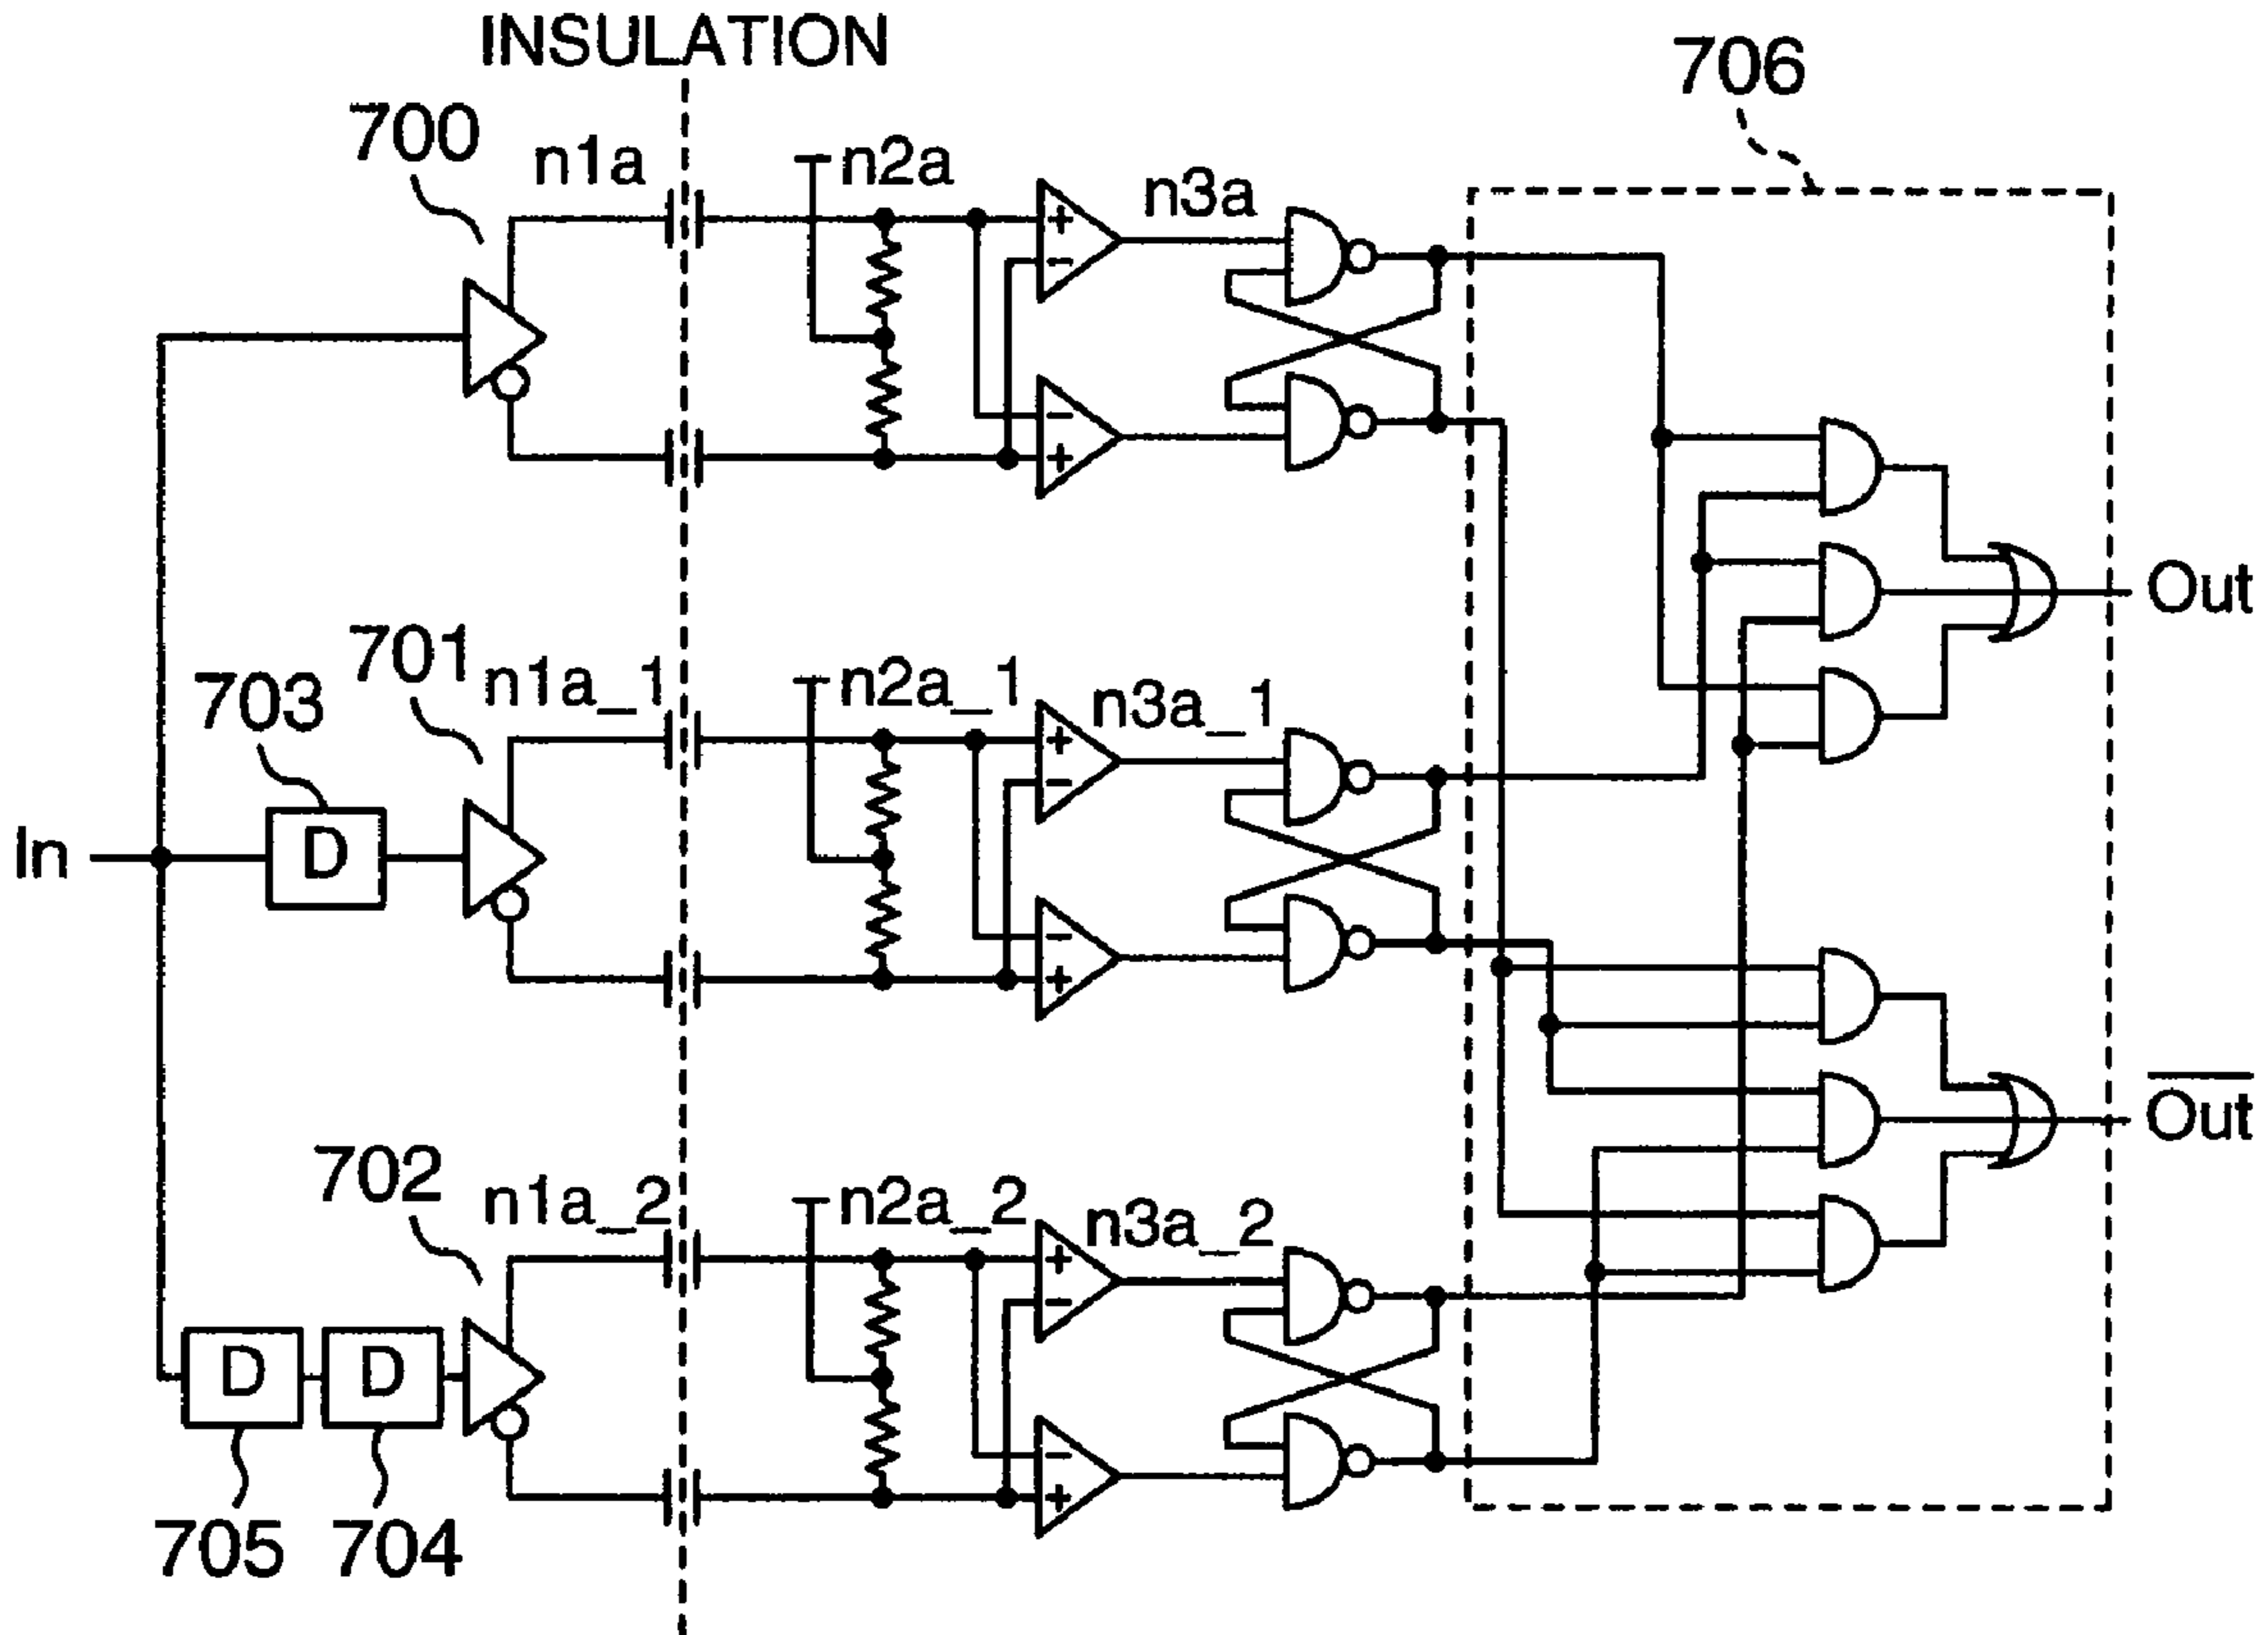 INSULATION
706
700
n1a
n2a
n3a
+
−
−
+
Out
701
n1a_1
n2a_1
n3a_1
703
+
−
In
D
−
+
Out
702
n1a_2
n2a_2
n3a_2
+
−
D
D
−
+
705
704